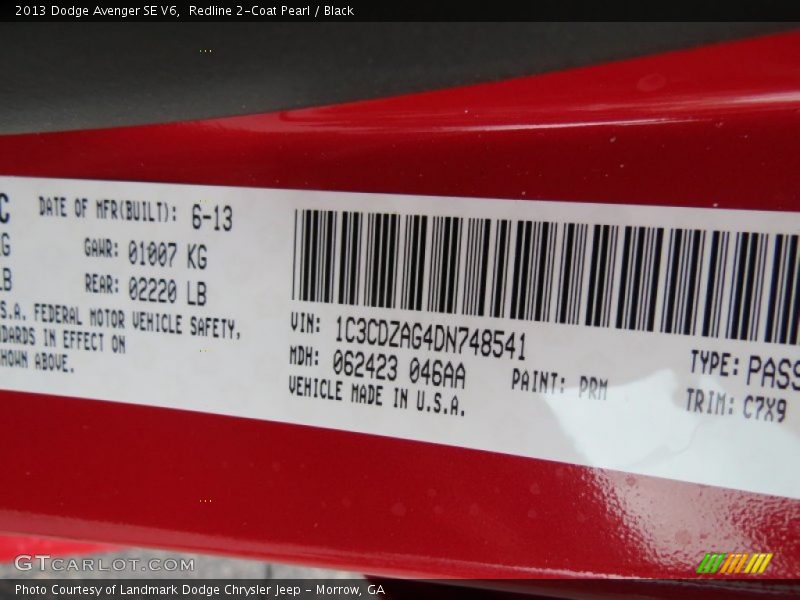 2013 Dodge Avenger SE V6,  Redline 2-Coat Pearl / Black
C DATE OF MFR(BUILT): 6-13
G GAWR: 01007 KG
LB REAR: 02220 LB
S.A. FEDERAL MOTOR VEHICLE SAFETY,
DARDS IN EFFECT ON
HOWN ABOVE.
VIN: 1C3CDZAG4DN748541
MDH: 062423 046AA
VEHICLE MADE IN U.S.A.
PAINT: PRM
TYPE: PASS
TRIM: C7X9
GTCARLOT.COM
Photo Courtesy of Landmark Dodge Chrysler Jeep - Morrow, GA